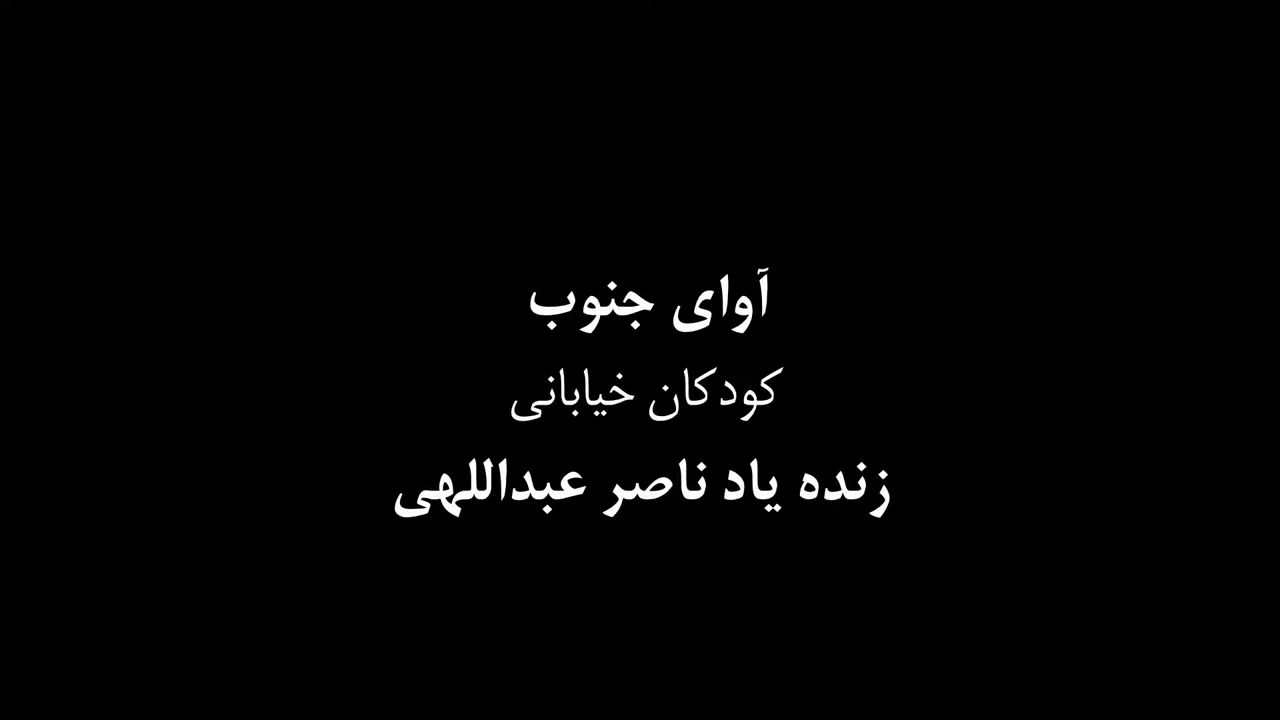 آوای جنوب
کودکان خیابانی
زنده یاد ناصر عبداللهی